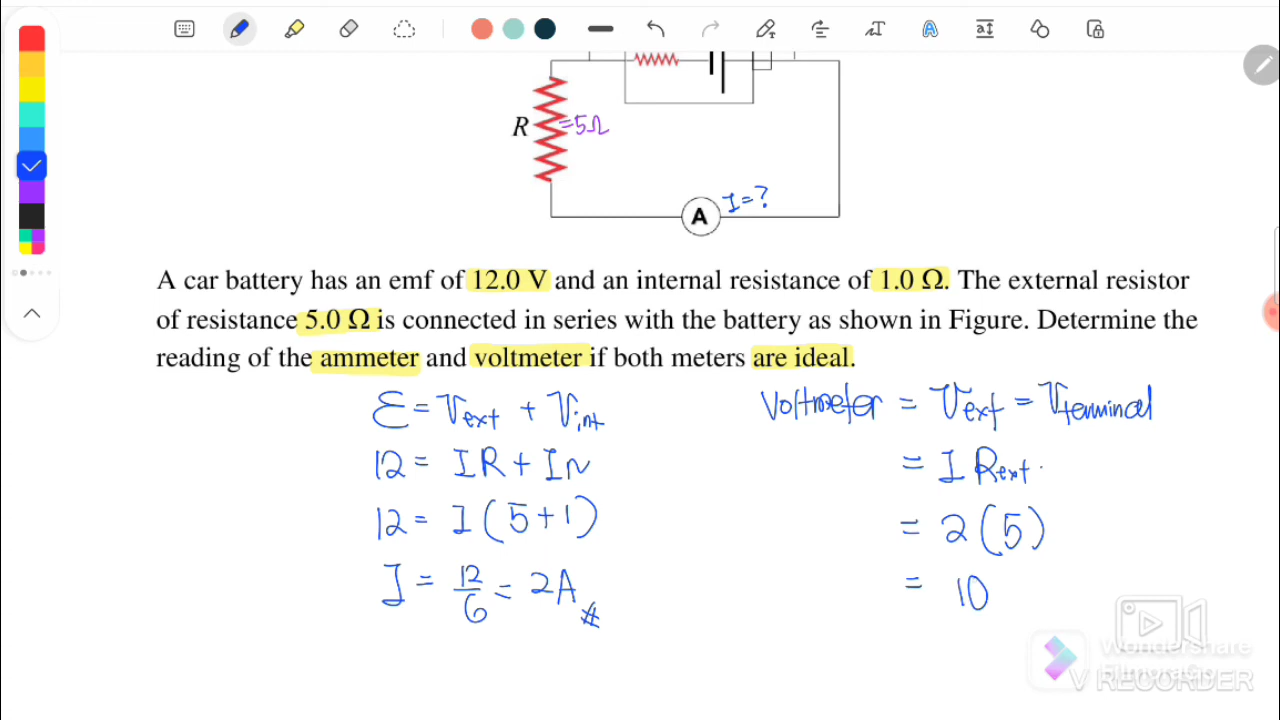 R =5Ω
A I=?
A car battery has an emf of 12.0 V and an internal resistance of 1.0 Ω. The external resistor
of resistance 5.0 Ω is connected in series with the battery as shown in Figure. Determine the
reading of the ammeter and voltmeter if both meters are ideal.
ℰ = Vext + Vint
12 = IR + Ir
12 = I(5+1)
I = 12/6 = 2A #
Voltmeter = Vext = Vterminal
= I Rext
= 2(5)
= 10
Wondershare
FilmoraGo
V RECORDER